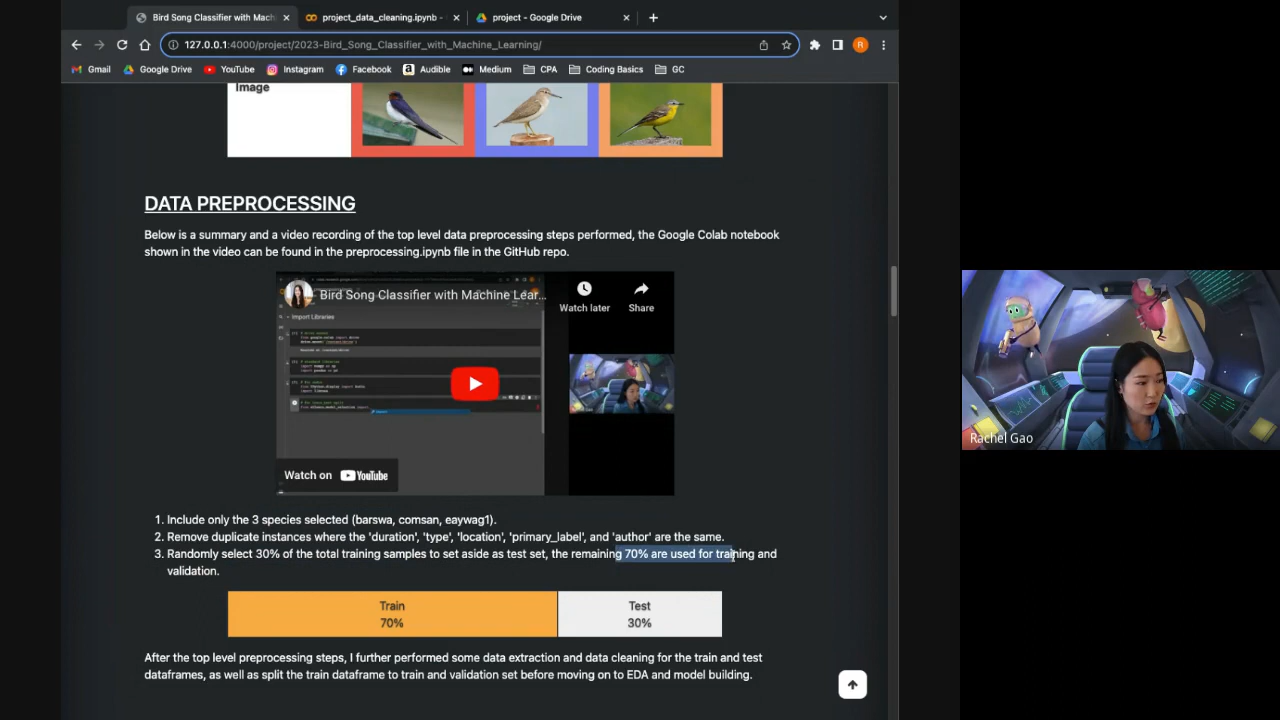 Bird Song Classifier with Mach
project_data_cleaning.ipynb -
project - Google Drive
127.0.0.1:4000/project/2023-Bird_Song_Classifier_with_Machine_Learning/
R
Gmail
Google Drive
YouTube
Instagram
Facebook
Audible
Medium
CPA
Coding Basics
GC
Image
DATA PREPROCESSING
Below is a summary and a video recording of the top level data preprocessing steps performed, the Google Colab notebook
shown in the video can be found in the preprocessing.ipynb file in the GitHub repo.
Bird Song Classifier with Machine Lear...
Watch later
Share
Import Libraries
Watch on YouTube
1. Include only the 3 species selected (barswa, comsan, eaywag1).
2. Remove duplicate instances where the 'duration', 'type', 'location', 'primary_label', and 'author' are the same.
3. Randomly select 30% of the total training samples to set aside as test set, the remaining 70% are used for training and
validation.
Train
70%
Test
30%
After the top level preprocessing steps, I further performed some data extraction and data cleaning for the train and test
dataframes, as well as split the train dataframe to train and validation set before moving on to EDA and model building.
Rachel Gao